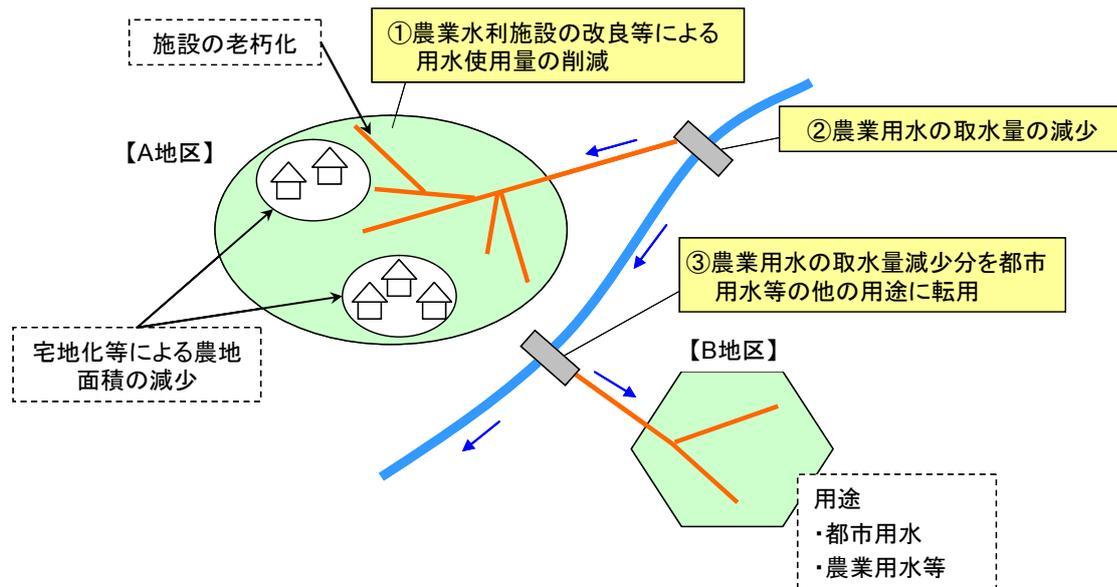 施設の老朽化
①農業水利施設の改良等による
用水使用量の削減
②農業用水の取水量の減少
【A地区】
③農業用水の取水量減少分を都市
用水等の他の用途に転用
宅地化等による農地
面積の減少
【B地区】
用途
・都市用水
・農業用水等